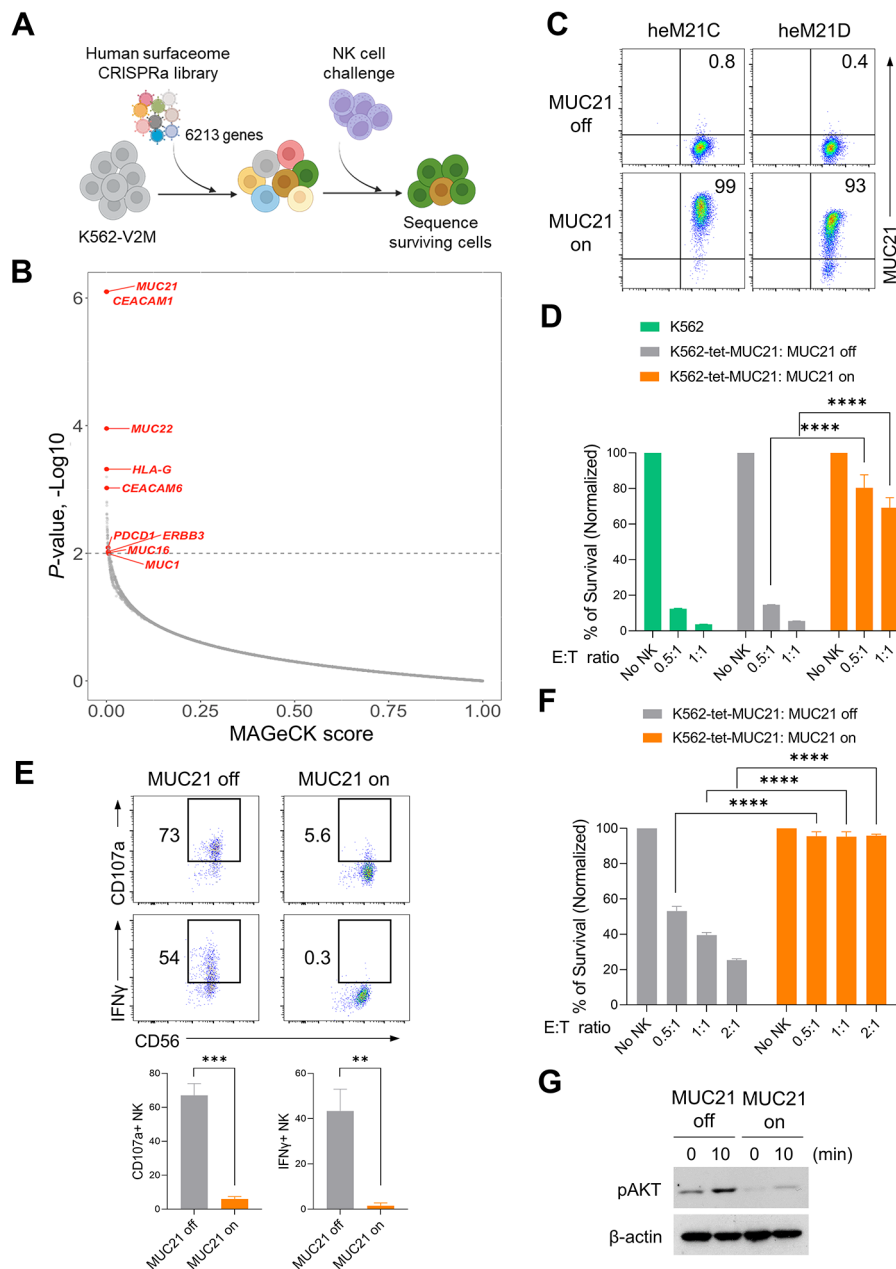 A
Human surfaceome
CRISPRa library
NK cell
challenge
6213 genes
K562-V2M
Sequence
surviving cells
B
6
4
2
0
P-value, -Log10
MUC21
CEACAM1
MUC22
HLA-G
CEACAM6
PDCD1
ERBB3
MUC16
MUC1
0.00
0.25
0.50
0.75
1.00
MAGeCK score
C
heM21C
heM21D
MUC21
off
0.8
0.4
MUC21
on
99
93
MUC21
D
K562
K562-tet-MUC21: MUC21 off
K562-tet-MUC21: MUC21 on
****
****
% of Survival (Normalized)
100
80
60
40
20
0
E:T ratio
No NK
0.5:1
1:1
No NK
0.5:1
1:1
No NK
0.5:1
1:1
E
MUC21 off
MUC21 on
CD107a
73
5.6
IFNγ
54
0.3
CD56
***
CD107a+ NK
80
60
40
20
0
MUC21 off
MUC21 on
**
IFNγ+ NK
60
40
20
0
MUC21 off
MUC21 on
F
K562-tet-MUC21: MUC21 off
K562-tet-MUC21: MUC21 on
****
****
****
% of Survival (Normalized)
100
80
60
40
20
0
E:T ratio
No NK
0.5:1
1:1
2:1
No NK
0.5:1
1:1
2:1
G
MUC21
off
MUC21
on
0
10
0
10
(min)
pAKT
β-actin